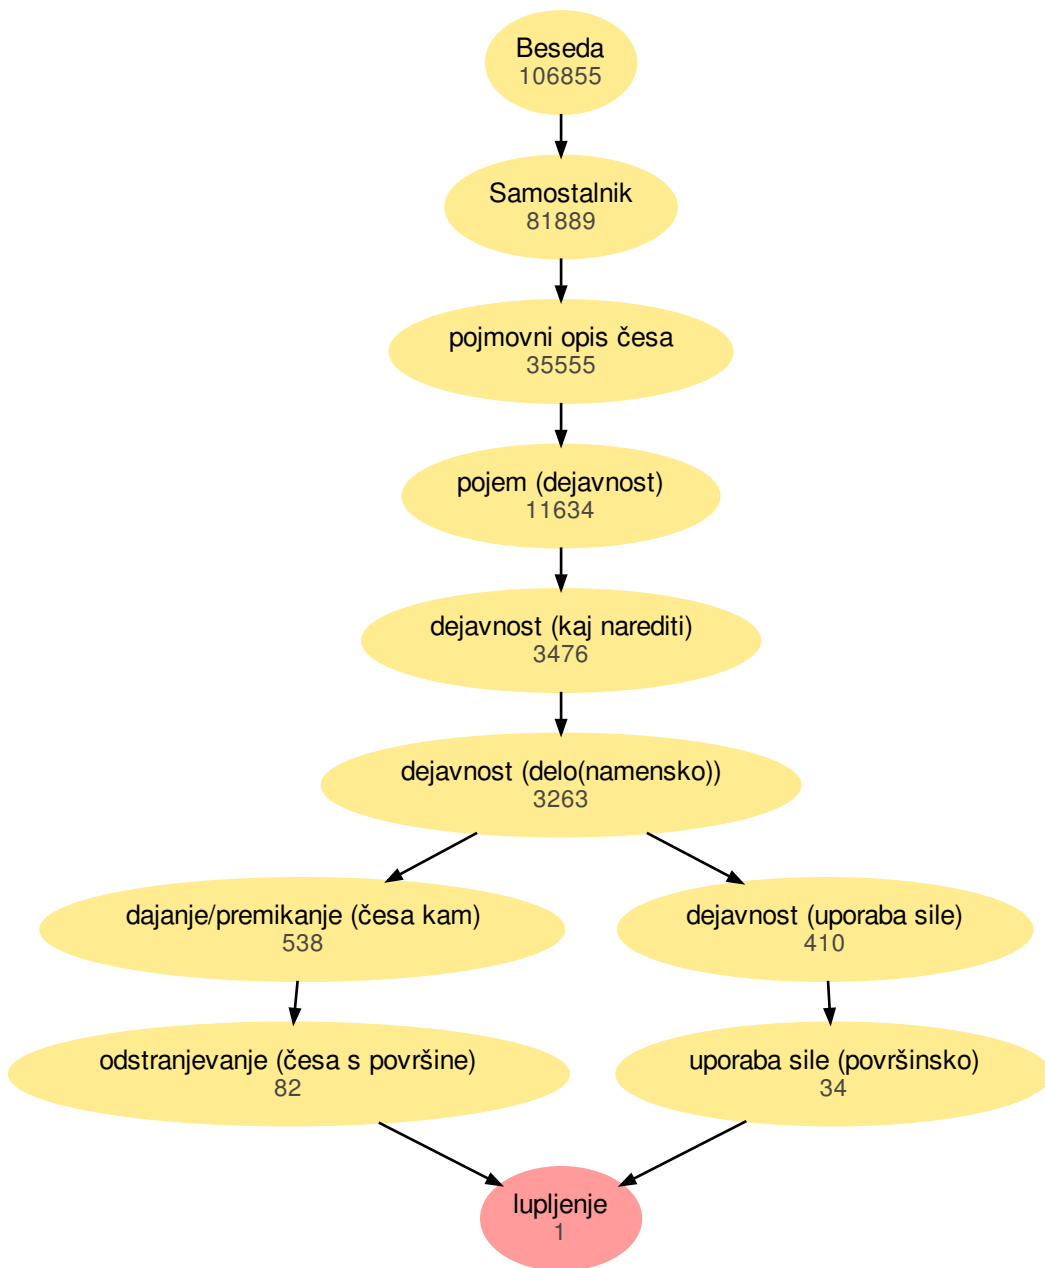 Beseda
106855
Samostalnik
81889
pojmovni opis česa
35555
pojem (dejavnost)
11634
dejavnost (kaj narediti)
3476
dejavnost (delo(namensko))
3263
dajanje/premikanje (česa kam)
538
dejavnost (uporaba sile)
410
odstranjevanje (česa s površine)
82
uporaba sile (površinsko)
34
lupljenje
1